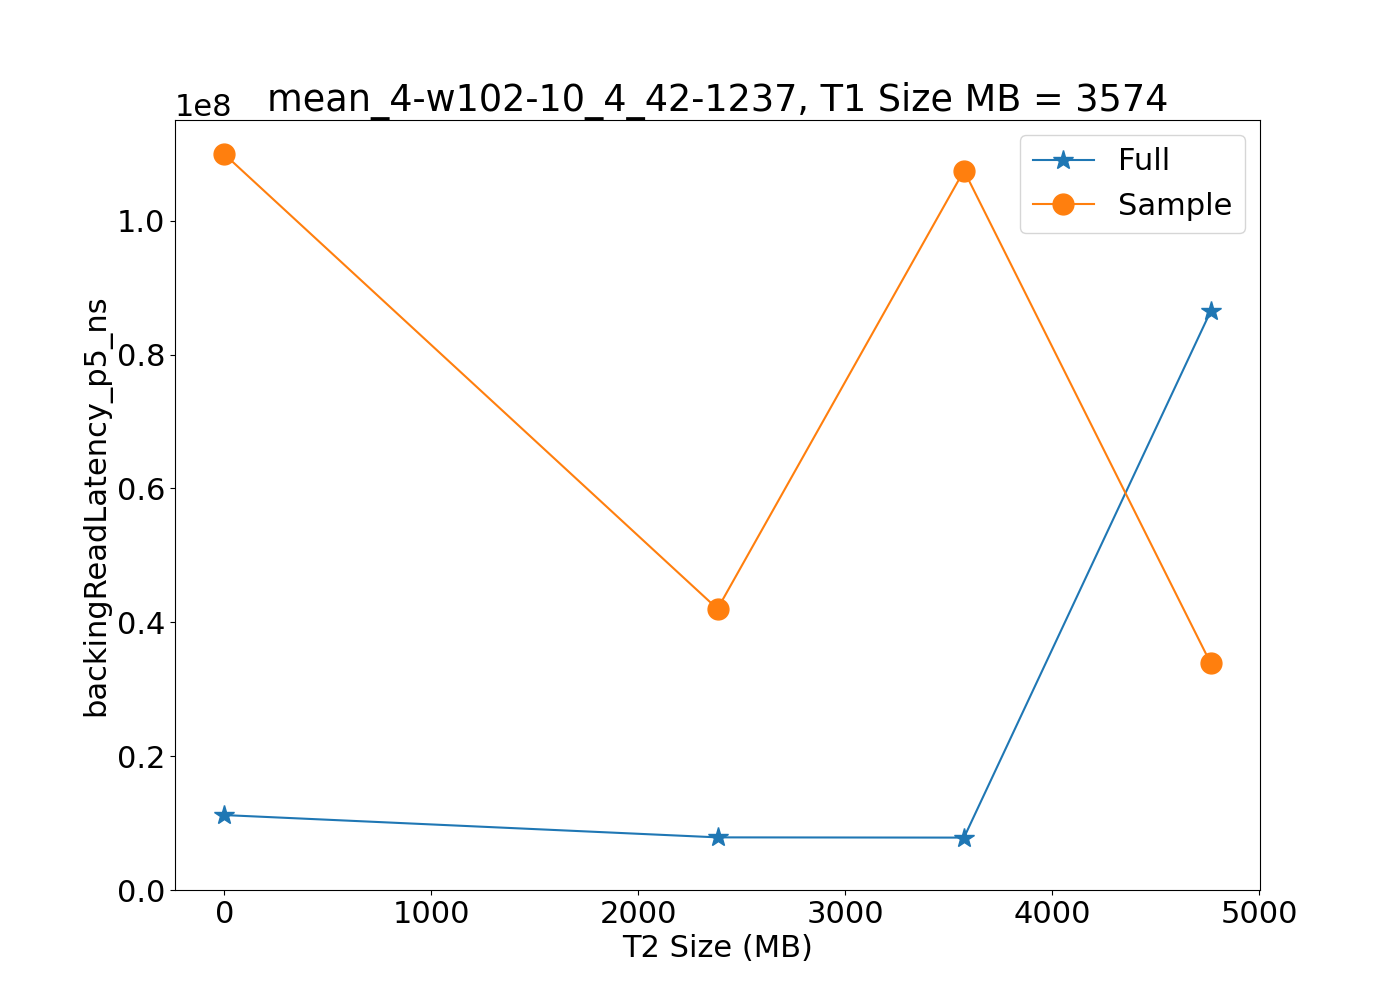 1e8
mean_4-w102-10_4_42-1237, T1 Size MB = 3574
Full
Sample
backingReadLatency_p5_ns
1.0
0.8
0.6
0.4
0.2
0.0
0 1000 2000 3000 4000 5000
T2 Size (MB)